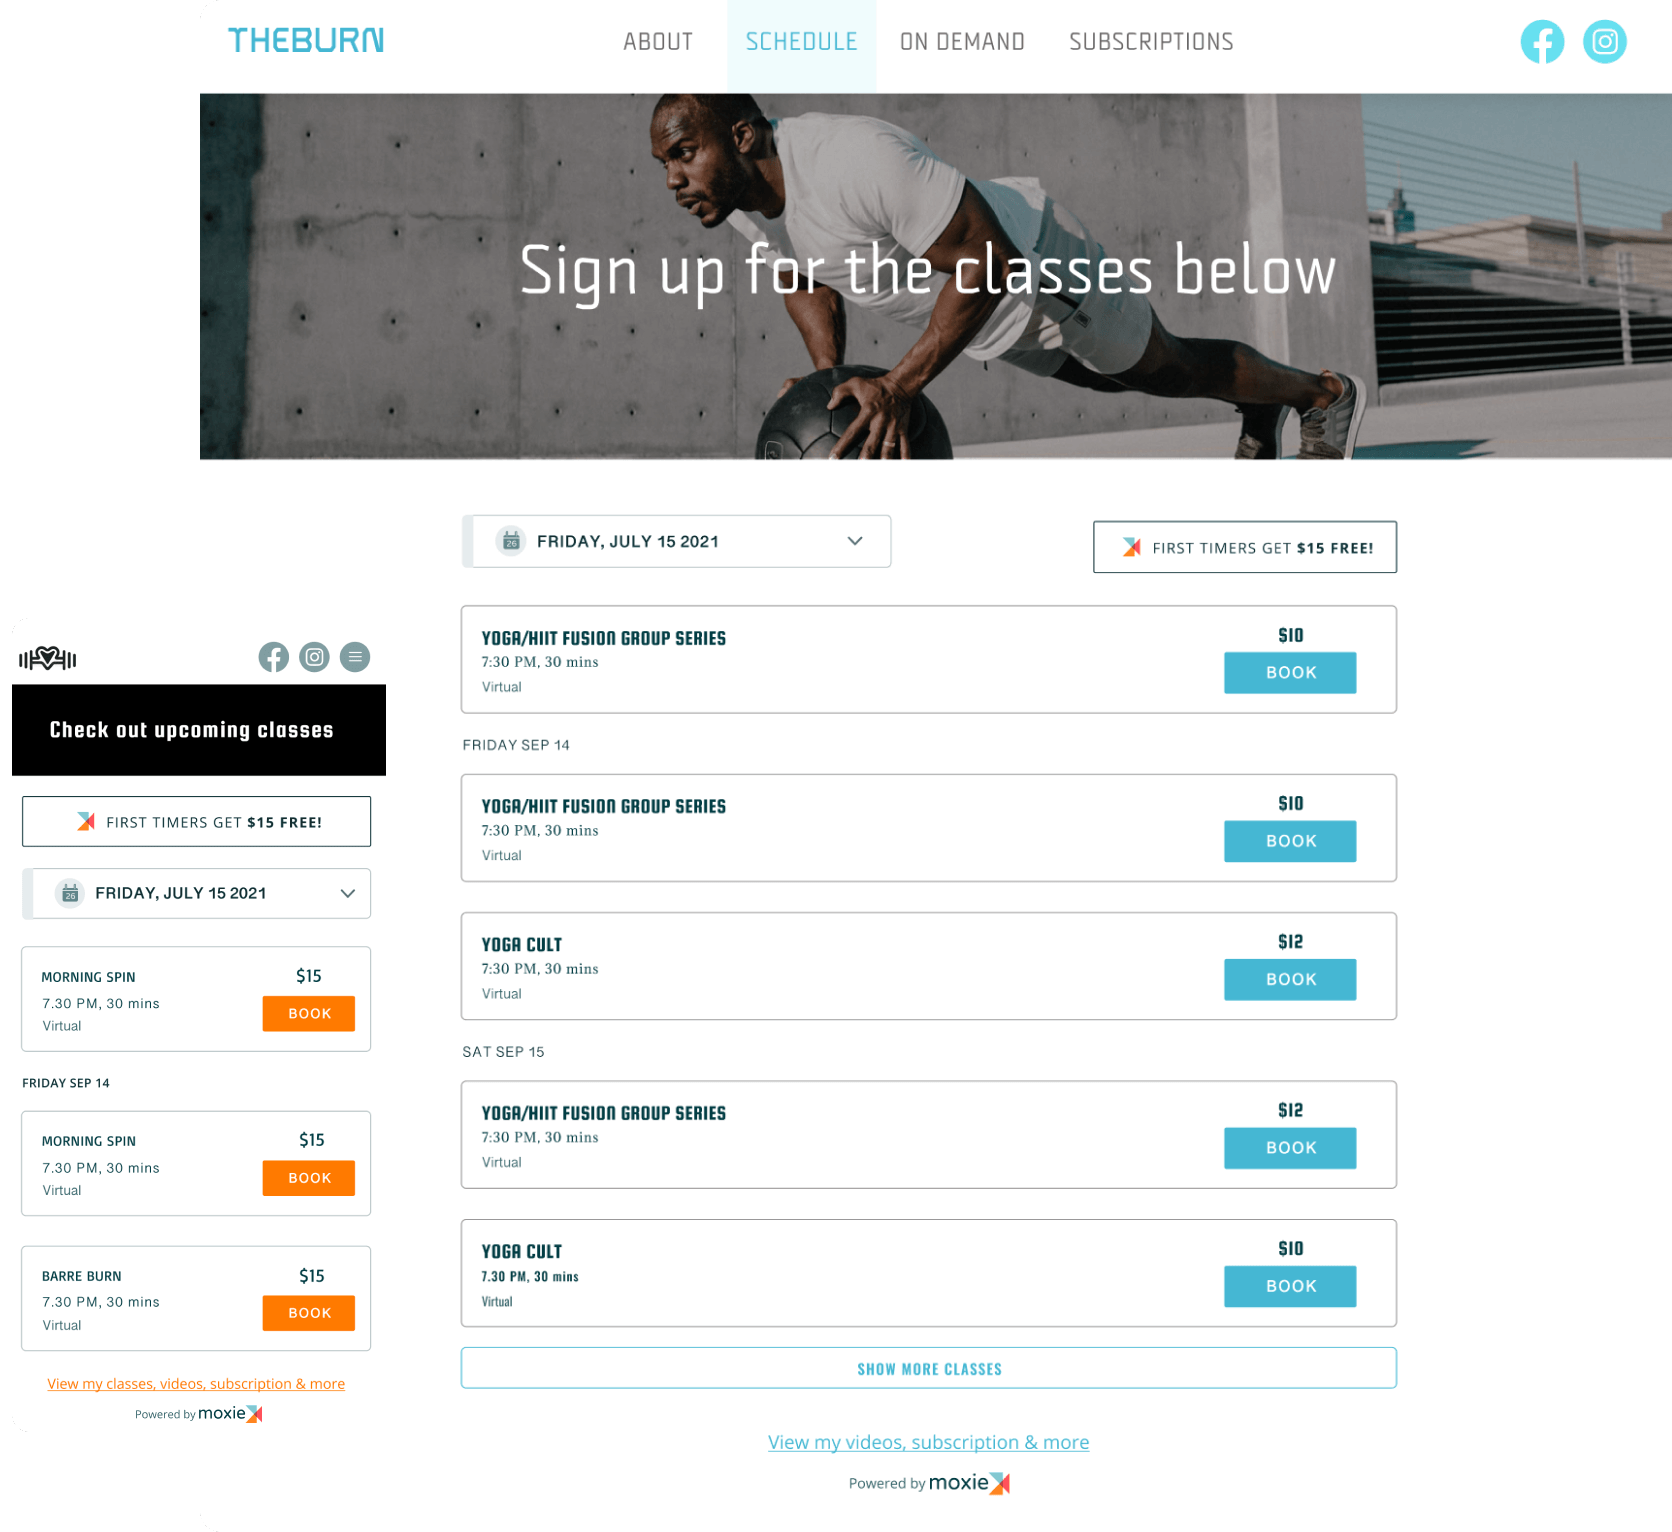 THEBURN
ABOUT
SCHEDULE
ON DEMAND
SUBSCRIPTIONS
Sign up for the classes below
26
FRIDAY, JULY 15 2021
FIRST TIMERS GET $15 FREE!
YOGA/HIIT FUSION GROUP SERIES
$10
7:30 PM, 30 mins
BOOK
Virtual
FRIDAY SEP 14
YOGA/HIIT FUSION GROUP SERIES
$10
7:30 PM, 30 mins
BOOK
Virtual
YOGA CULT
$12
7:30 PM, 30 mins
BOOK
Virtual
SAT SEP 15
YOGA/HIIT FUSION GROUP SERIES
$12
7:30 PM, 30 mins
BOOK
Virtual
YOGA CULT
$10
7.30 PM, 30 mins
BOOK
Virtual
SHOW MORE CLASSES
View my videos, subscription & more
Powered by moxie
Check out upcoming classes
FIRST TIMERS GET $15 FREE!
26
FRIDAY, JULY 15 2021
MORNING SPIN
$15
7.30 PM, 30 mins
BOOK
Virtual
FRIDAY SEP 14
MORNING SPIN
$15
7.30 PM, 30 mins
BOOK
Virtual
BARRE BURN
$15
7.30 PM, 30 mins
BOOK
Virtual
View my classes, videos, subscription & more
Powered by moxie